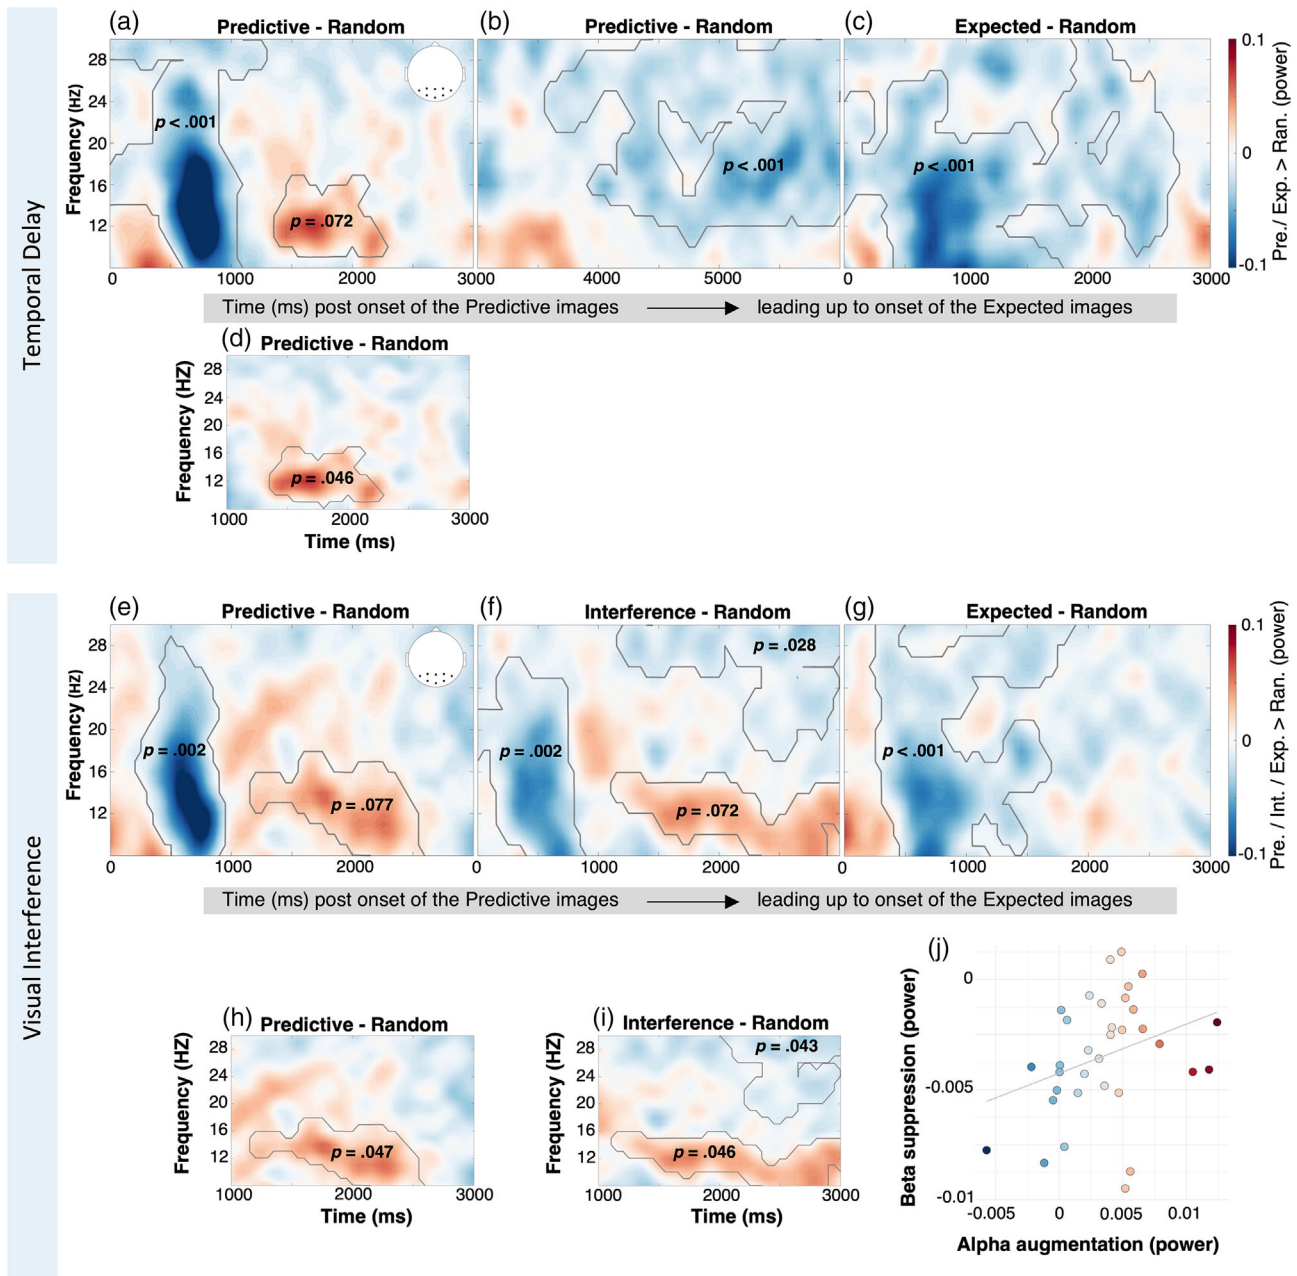 Temporal Delay
(a) Predictive - Random
(b) Predictive - Random
(c) Expected - Random
Frequency (HZ)
28
24
20
16
12
p < .001
p = .072
p < .001
p < .001
0 1000 2000 3000
4000 5000
0 1000 2000 3000
0.1
0
-0.1
Pre./ Exp. > Ran. (power)
Time (ms) post onset of the Predictive images leading up to onset of the Expected images
(d) Predictive - Random
Frequency (HZ)
28
24
20
16
12
p = .046
1000 2000 3000
Time (ms)
Visual Interference
(e) Predictive - Random
(f) Interference - Random
(g) Expected - Random
Frequency (HZ)
28
24
20
16
12
p = .002
p = .077
p = .028
p = .002
p = .072
p < .001
0 1000 2000
0 1000 2000
0 1000 2000 3000
0.1
0
-0.1
Pre. / Int. / Exp. > Ran. (power)
Time (ms) post onset of the Predictive images leading up to onset of the Expected images
(h) Predictive - Random
Frequency (HZ)
28
24
20
16
12
p = .047
1000 2000 3000
Time (ms)
(i) Interference - Random
Frequency (HZ)
28
24
20
16
12
p = .043
p = .046
1000 2000 3000
Time (ms)
(j)
Beta suppression (power)
0
-0.005
-0.01
-0.005 0 0.005 0.01
Alpha augmentation (power)